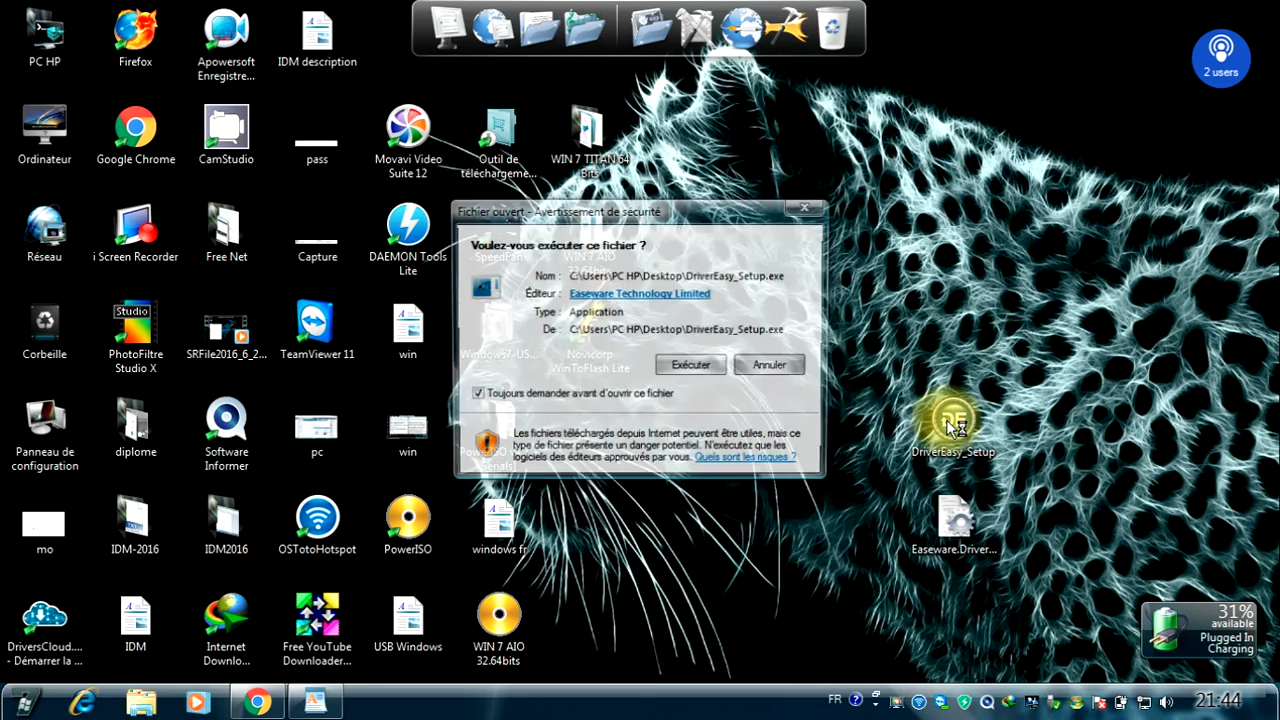 2 users
PC HP
Firefox
Apowersoft
Enregistre...
IDM description
Ordinateur
Google Chrome
CamStudio
pass
Movavi Video
Suite 12
Outil de
téléchargeme...
WIN 7 TITAN 64
Bits
Réseau
i Screen Recorder
Free Net
Capture
DAEMON Tools
Lite
SpeedFan
WIN 7 AIO
32.64bits
Fichier ouvert - Avertissement de sécurité
Voulez-vous exécuter ce fichier ?
Nom : C:\Users\PC HP\Desktop\DriverEasy_Setup.exe
Éditeur : Easeware Technology Limited
Type : Application
De : C:\Users\PC HP\Desktop\DriverEasy_Setup.exe
Exécuter
Annuler
Toujours demander avant d'ouvrir ce fichier
Les fichiers téléchargés depuis Internet peuvent être utiles, mais ce
type de fichier présente un danger potentiel. N'exécutez que les
logiciels des éditeurs approuvés par vous. Quels sont les risques ?
Corbeille
Studio
PhotoFiltre
Studio X
SRFile2016_6_2...
TeamViewer 11
win
Windows7-US...
Novicorp
WinToFlash Lite
Panneau de
configuration
diplome
Software
Informer
pc
win
PowerISO
Serials
DriverEasy_Setup
mo
IDM-2016
IDM2016
OSTotoHotspot
PowerISO
windows fr
Easeware.Driver...
DriversCloud....
- Démarrer la ...
IDM
Internet
Downlo...
Free YouTube
Downloader...
USB Windows
WIN 7 AIO
32.64bits
31%
available
Plugged In
Charging
FR
21:44